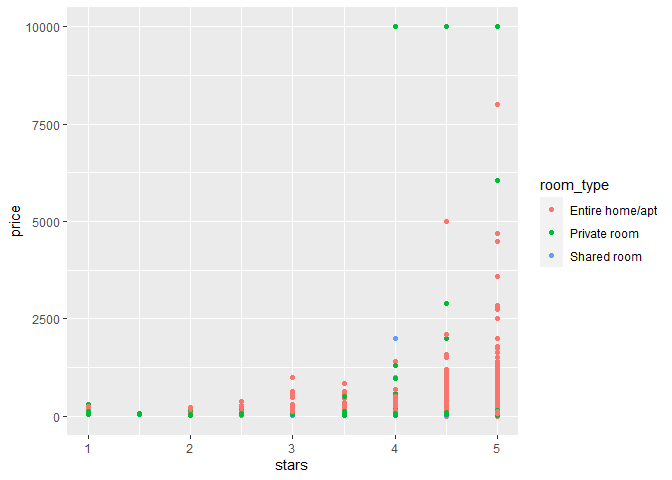 10000
7500
5000
2500
0
price
1
2
3
4
5
stars
room_type
Entire home/apt
Private room
Shared room